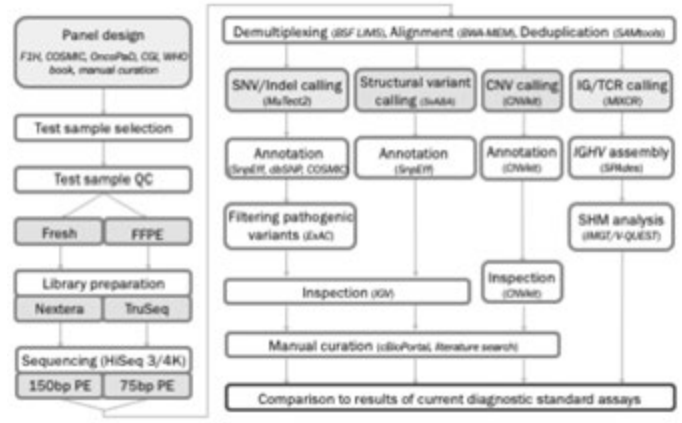 Panel design
F1H, COSMIC, OncoPaD, CGI, WHO
book, manual curation
Test sample selection
Test sample QC
Fresh
FFPE
Library preparation
Nextera
TruSeq
Sequencing (HiSeq 3/4K)
150bp PE
75bp PE
Demultiplexing (BSF LIMS), Alignment (BWA-MEM), Deduplication (SAMtools)
SNV/Indel calling
(MuTect2)
Structural variant
calling (SvABA)
CNV calling
(CNVkit)
IG/TCR calling
(MiXCR)
Annotation
(SnpEff, dbSNP, COSMIC)
Annotation
(SnpEff)
Annotation
(CNVkit)
IGHV assembly
(SPAdes)
Filtering pathogenic
variants (ExAC)
SHM analysis
(IMGT/V-QUEST)
Inspection (IGV)
Inspection
(CNVkit)
Manual curation (cBioPortal, literature search)
Comparison to results of current diagnostic standard assays